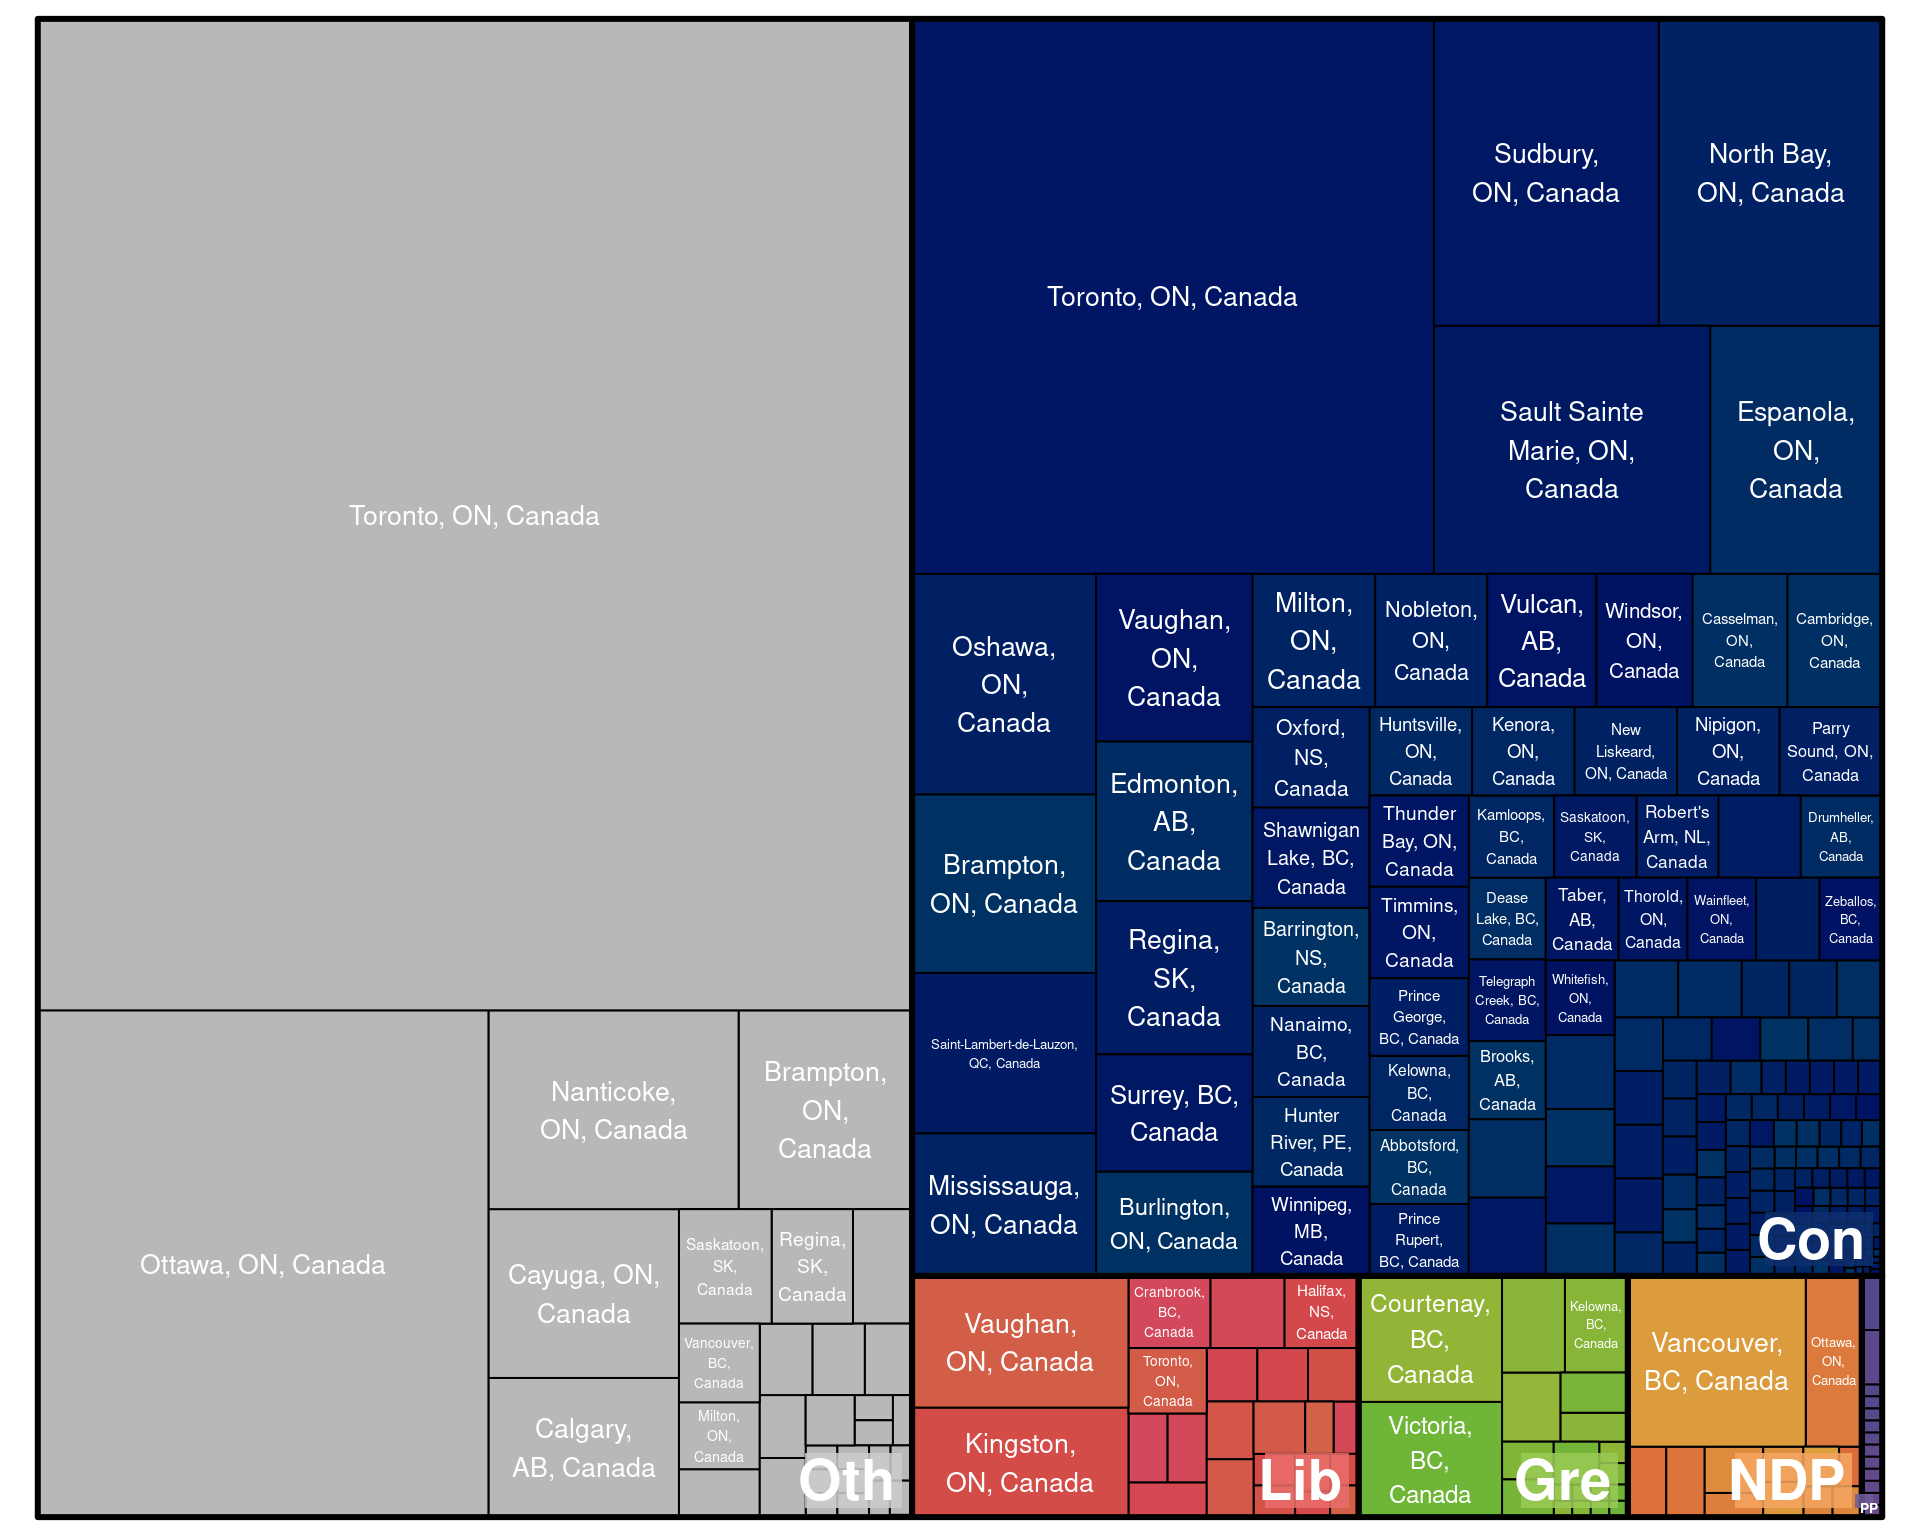 Toronto, ON, Canada
Ottawa, ON, Canada
Nanticoke,
ON, Canada
Brampton,
ON,
Canada
Cayuga, ON,
Canada
Calgary,
AB, Canada
Saskatoon,
SK,
Canada
Regina,
SK,
Canada
Vancouver,
BC,
Canada
Milton,
ON,
Canada
Oth
Toronto, ON, Canada
Sudbury,
ON, Canada
North Bay,
ON, Canada
Sault Sainte
Marie, ON,
Canada
Espanola,
ON,
Canada
Oshawa,
ON,
Canada
Brampton,
ON, Canada
Saint-Lambert-de-Lauzon,
QC, Canada
Mississauga,
ON, Canada
Vaughan,
ON,
Canada
Edmonton,
AB,
Canada
Regina,
SK,
Canada
Surrey, BC,
Canada
Burlington,
ON, Canada
Milton,
ON,
Canada
Nobleton,
ON,
Canada
Vulcan,
AB,
Canada
Windsor,
ON,
Canada
Casselman,
ON,
Canada
Cambridge,
ON,
Canada
Oxford,
NS,
Canada
Shawnigan
Lake, BC,
Canada
Barrington,
NS,
Canada
Nanaimo,
BC,
Canada
Hunter
River, PE,
Canada
Winnipeg,
MB,
Canada
Huntsville,
ON,
Canada
Kenora,
ON,
Canada
New
Liskeard,
ON, Canada
Nipigon,
ON,
Canada
Parry
Sound, ON,
Canada
Thunder
Bay, ON,
Canada
Timmins,
ON,
Canada
Prince
George,
BC, Canada
Kelowna,
BC,
Canada
Abbotsford,
BC,
Canada
Prince
Rupert,
BC, Canada
Kamloops,
BC,
Canada
Saskatoon,
SK,
Canada
Robert's
Arm, NL,
Canada
Drumheller,
AB,
Canada
Dease
Lake, BC,
Canada
Telegraph
Creek, BC,
Canada
Brooks,
AB,
Canada
Taber,
AB,
Canada
Thorold,
ON,
Canada
Wainfleet,
ON,
Canada
Zeballos,
BC,
Canada
Whitefish,
ON,
Canada
Con
Vaughan,
ON, Canada
Kingston,
ON, Canada
Cranbrook,
BC,
Canada
Halifax,
NS,
Canada
Toronto,
ON,
Canada
Lib
Courtenay,
BC,
Canada
Victoria,
BC,
Canada
Kelowna,
BC,
Canada
Gre
Vancouver,
BC, Canada
Ottawa,
ON,
Canada
NDP
PP